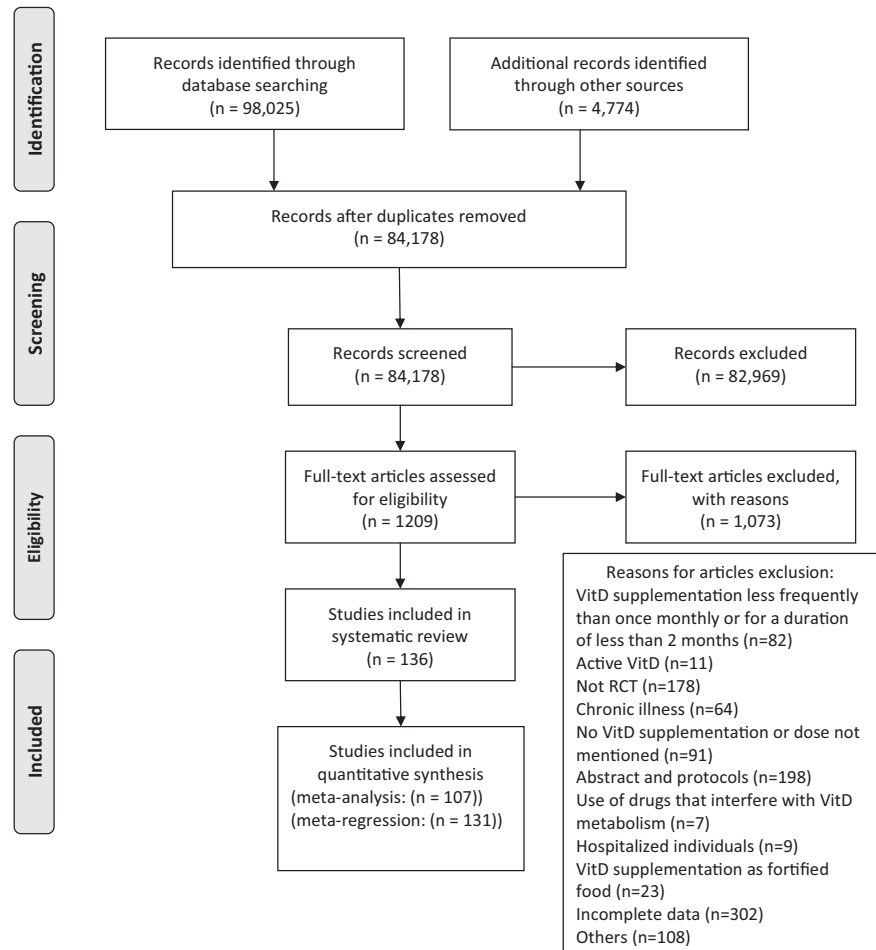 Identification
Records identified through
database searching
(n = 98,025)
Additional records identified
through other sources
(n = 4,774)
Records after duplicates removed
(n = 84,178)
Screening
Records screened
(n = 84,178)
Records excluded
(n = 82,969)
Eligibility
Full-text articles assessed
for eligibility
(n = 1209)
Full-text articles excluded,
with reasons
(n = 1,073)
Studies included in
systematic review
(n = 136)
Included
Studies included in
quantitative synthesis
(meta-analysis: (n = 107))
(meta-regression: (n = 131))
Reasons for articles exclusion:
VitD supplementation less frequently
than once monthly or for a duration
of less than 2 months (n=82)
Active VitD (n=11)
Not RCT (n=178)
Chronic illness (n=64)
No VitD supplementation or dose not
mentioned (n=91)
Abstract and protocols (n=198)
Use of drugs that interfere with VitD
metabolism (n=7)
Hospitalized individuals (n=9)
VitD supplementation as fortified
food (n=23)
Incomplete data (n=302)
Others (n=108)